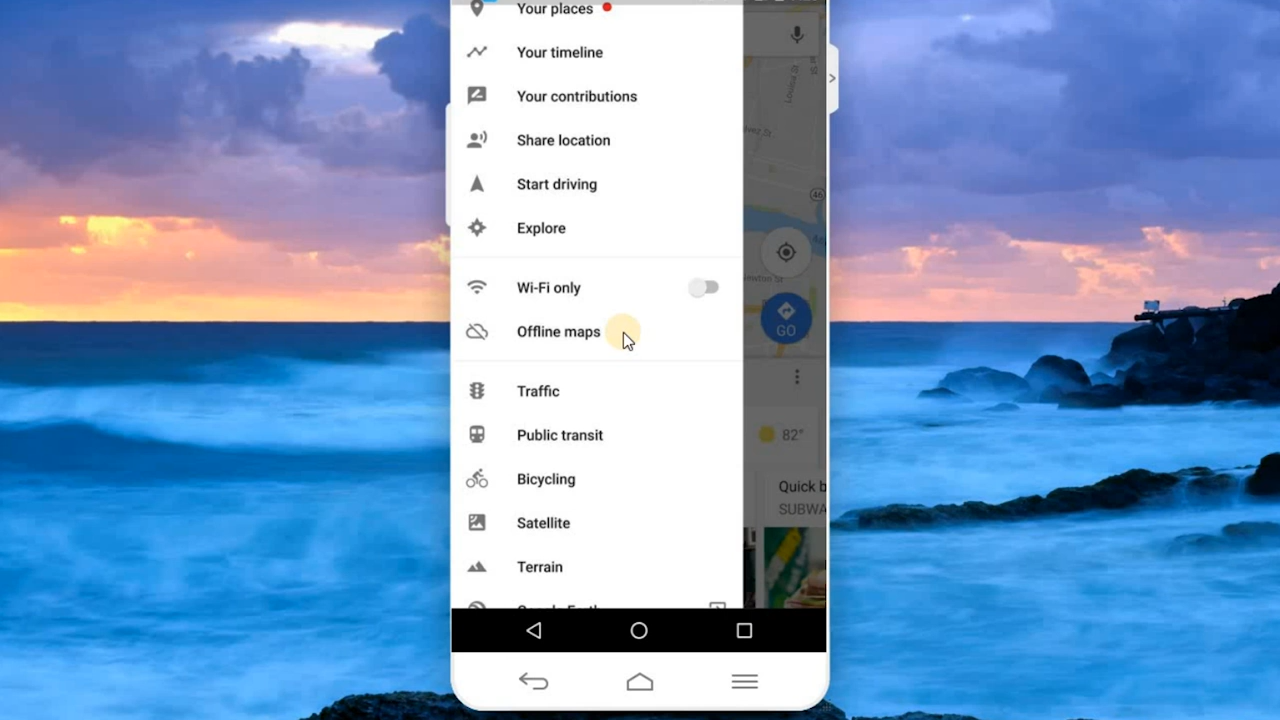 Your places
Your timeline
Your contributions
Share location
Start driving
Explore
Wi-Fi only
Offline maps
Traffic
Public transit
Bicycling
Satellite
Terrain
46
GO
82°
Quick b
SUBWA